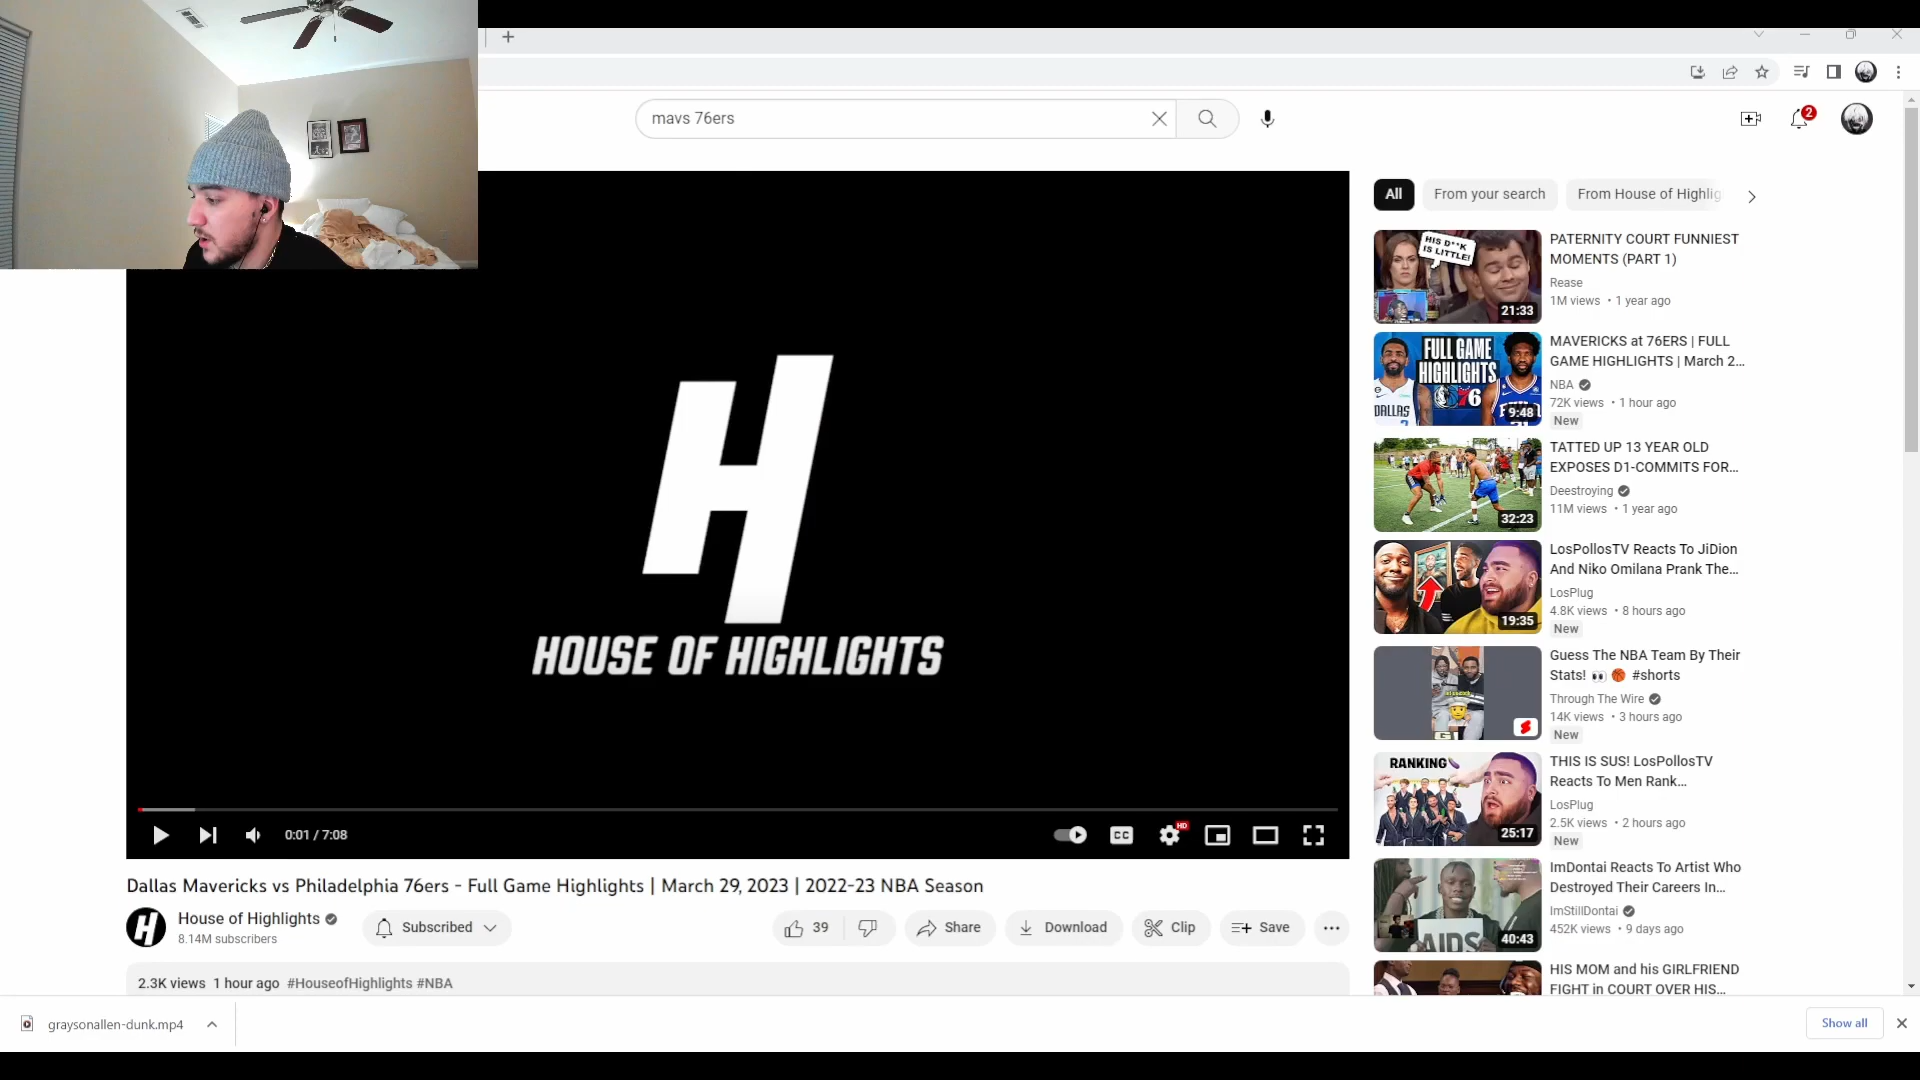 mavs 76ers
2
All
From your search
From House of Highlig
HIS D**K
IS LITTLE!
21:33
PATERNITY COURT FUNNIEST
MOMENTS (PART 1)
Rease
1M views • 1 year ago
FULL GAME
HIGHLIGHTS
DALLAS
76
9:48
MAVERICKS at 76ERS | FULL
GAME HIGHLIGHTS | March 2...
NBA
72K views • 1 hour ago
New
32:23
TATTED UP 13 YEAR OLD
EXPOSES D1-COMMITS FOR...
Deestroying
11M views • 1 year ago
19:35
LosPollosTV Reacts To JiDion
And Niko Omilana Prank The...
LosPlug
4.8K views • 8 hours ago
New
Guess The NBA Team By Their
Stats! 👀 🏀 #shorts
Through The Wire
14K views • 3 hours ago
New
RANKING
25:17
THIS IS SUS! LosPollosTV
Reacts To Men Rank...
LosPlug
2.5K views • 2 hours ago
New
AIDS
40:43
ImDontai Reacts To Artist Who
Destroyed Their Careers In...
ImStillDontai
452K views • 9 days ago
HIS MOM and his GIRLFRIEND
FIGHT in COURT OVER HIS...
H
HOUSE OF HIGHLIGHTS
0:01 / 7:08
CC
HD
Dallas Mavericks vs Philadelphia 76ers - Full Game Highlights | March 29, 2023 | 2022-23 NBA Season
House of Highlights
8.14M subscribers
Subscribed
39
Share
Download
Clip
Save
2.3K views 1 hour ago #HouseofHighlights #NBA
graysonallen-dunk.mp4
Show all